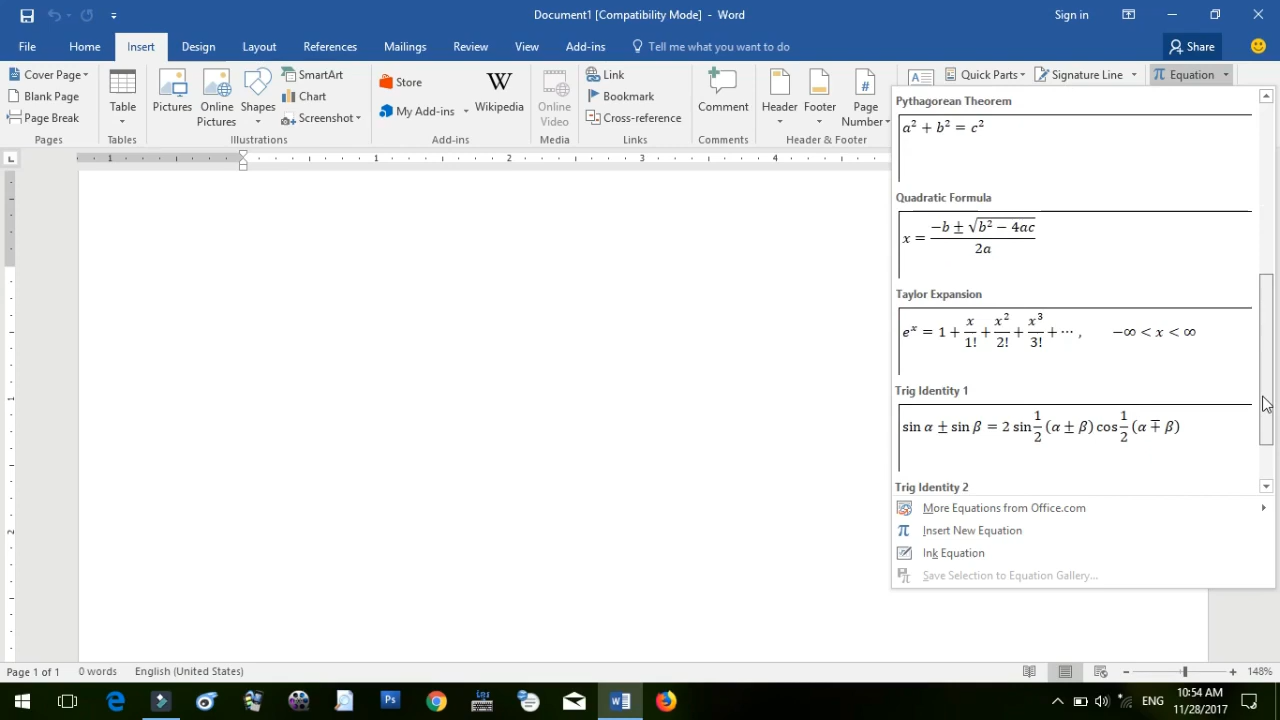 Document1 [Compatibility Mode] - Word
Sign in
File Home Insert Design Layout References Mailings Review View Add-ins Tell me what you want to do Share
Cover Page
Blank Page
Page Break
Pages
Table
Tables
Pictures
Online Pictures
Shapes
SmartArt
Chart
Screenshot
Illustrations
Store
My Add-ins
Wikipedia
Add-ins
Online Video
Media
Link
Bookmark
Cross-reference
Links
Comment
Comments
Header
Footer
Page Number
Header & Footer
Quick Parts
Signature Line
Equation
1 1 2 3 4
1
2
Pythagorean Theorem
a² + b² = c²
Quadratic Formula
x = (−b ± √(b² − 4ac)) / 2a
Taylor Expansion
eˣ = 1 + x/1! + x²/2! + x³/3! + ⋯ , −∞ < x < ∞
Trig Identity 1
sin α ± sin β = 2 sin 1/2 (α ± β) cos 1/2 (α ∓ β)
Trig Identity 2
More Equations from Office.com
Insert New Equation
Ink Equation
Save Selection to Equation Gallery...
Page 1 of 1 0 words English (United States) 148%
ENG
10:54 AM
11/28/2017